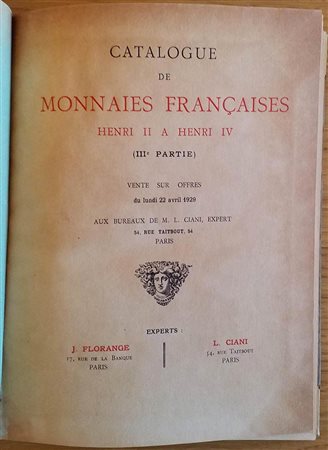 CATALOGUE
DE
MONNAIES FRANÇAISES
HENRI II A HENRI IV
(IIIe PARTIE)
VENTE SUR OFFRES
du lundi 22 avril 1929
AUX BUREAUX DE M. L. CIANI, EXPERT
54, RUE TAITBOUT, 54
PARIS
EXPERTS :
J. FLORANGE
17, RUE DE LA BANQUE
PARIS
L. CIANI
54, RUE TAITBOUT
PARIS